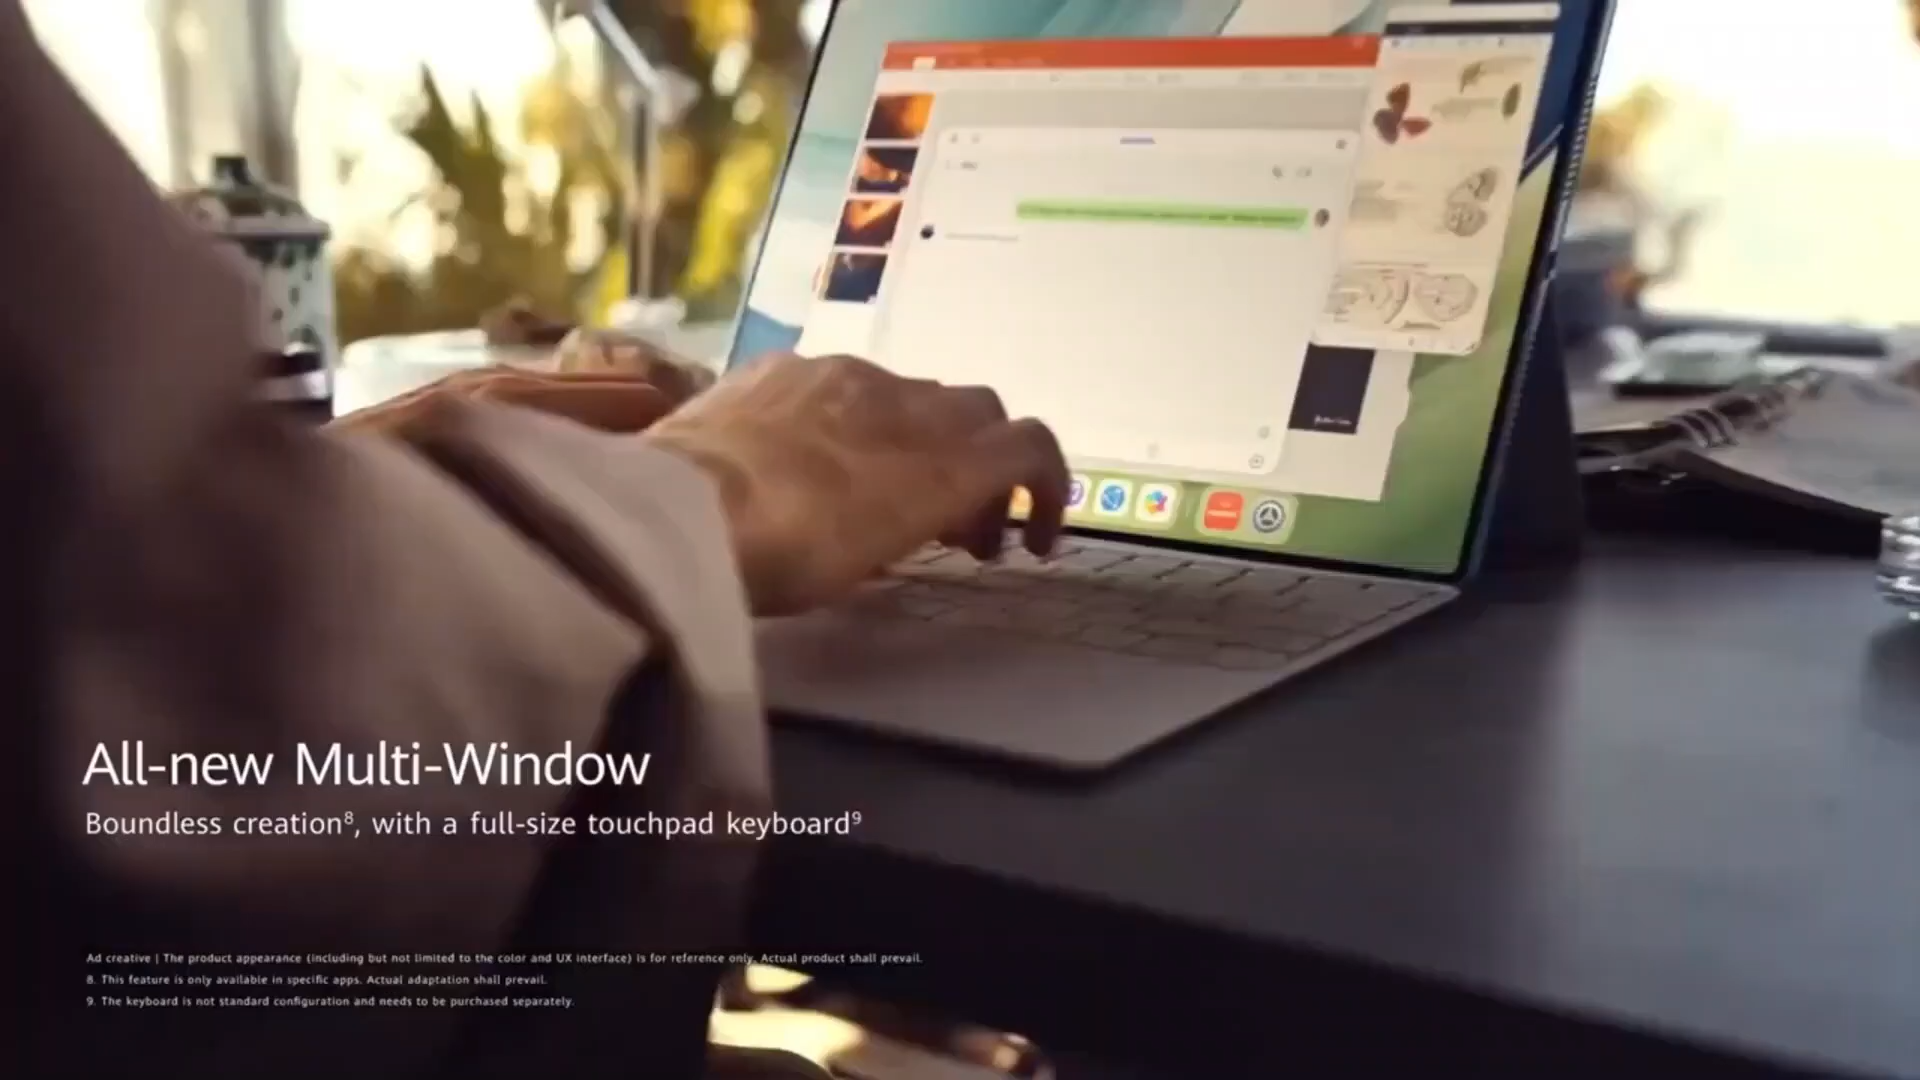 All-new Multi-Window
Boundless creation⁸, with a full-size touchpad keyboard⁹
Ad creative | The product appearance (including but not limited to the color and UX interface) is for reference only. Actual product shall prevail.
8. This feature is only available in specific apps. Actual adaptation shall prevail.
9. The keyboard is not standard configuration and needs to be purchased separately.